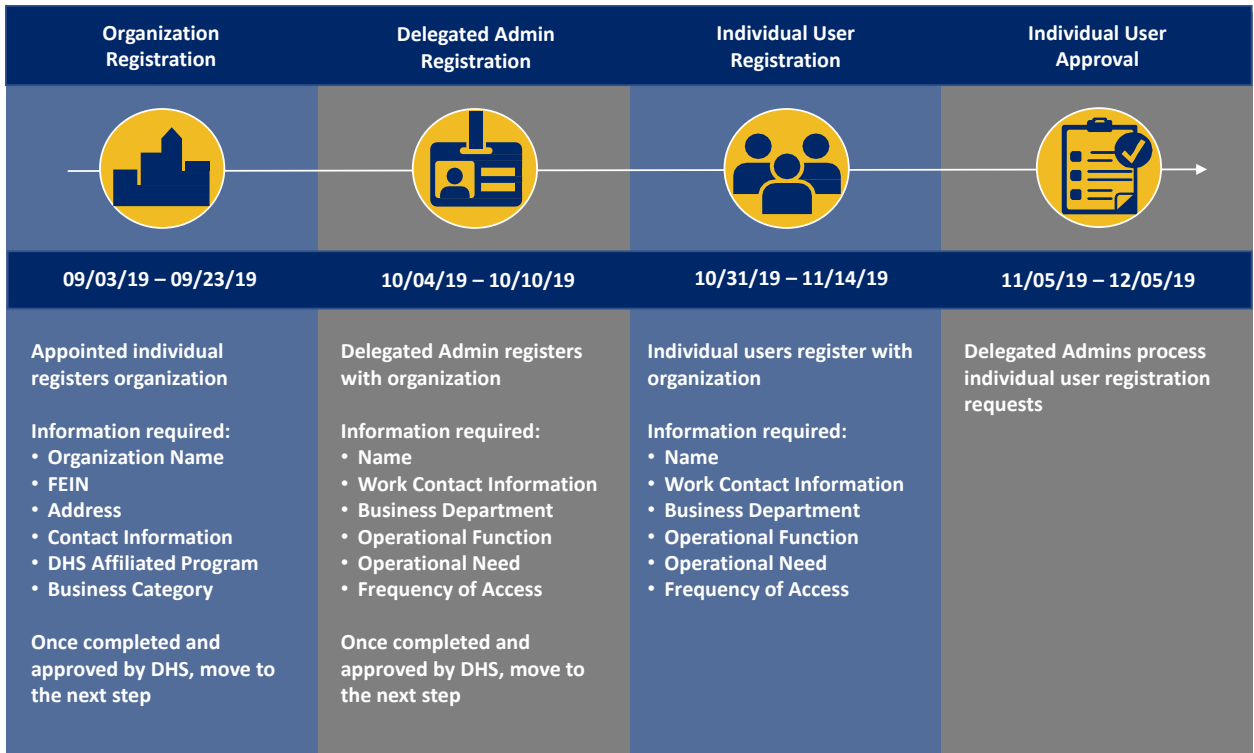 Organization
Registration
Delegated Admin
Registration
Individual User
Registration
Individual User
Approval
09/03/19 – 09/23/19
10/04/19 – 10/10/19
10/31/19 – 11/14/19
11/05/19 – 12/05/19
Appointed individual
registers organization
Information required:
• Organization Name
• FEIN
• Address
• Contact Information
• DHS Affiliated Program
• Business Category
Once completed and
approved by DHS, move to
the next step
Delegated Admin registers
with organization
Information required:
• Name
• Work Contact Information
• Business Department
• Operational Function
• Operational Need
• Frequency of Access
Once completed and
approved by DHS, move to
the next step
Individual users register with
organization
Information required:
• Name
• Work Contact Information
• Business Department
• Operational Function
• Operational Need
• Frequency of Access
Delegated Admins process
individual user registration
requests